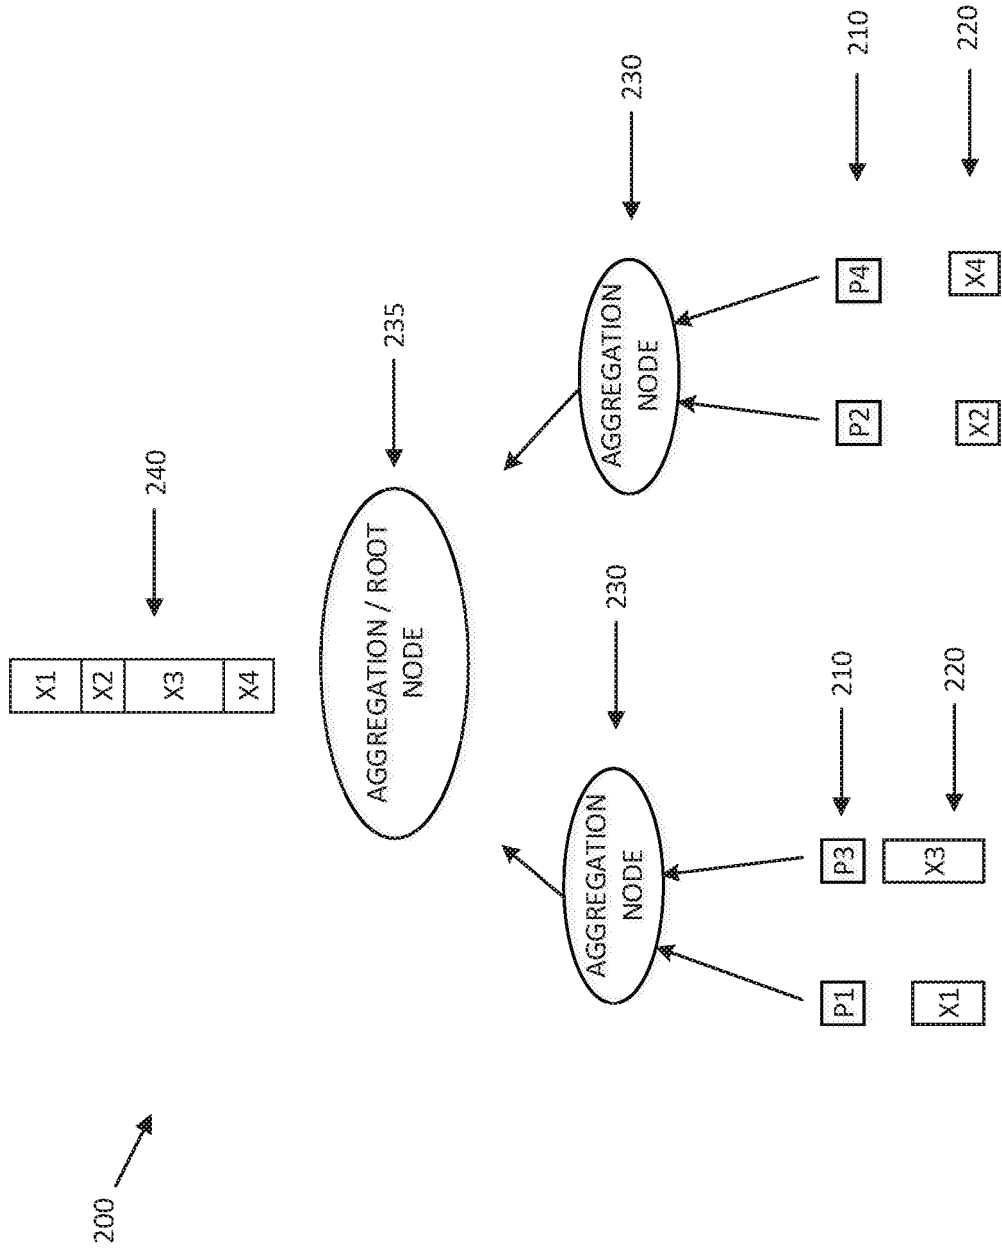 200
X1
X2
X3
X4
240
AGGREGATION / ROOT
NODE
235
AGGREGATION
NODE
230
AGGREGATION
NODE
230
P1
P3
210
P2
P4
210
X1
X3
220
X2
X4
220